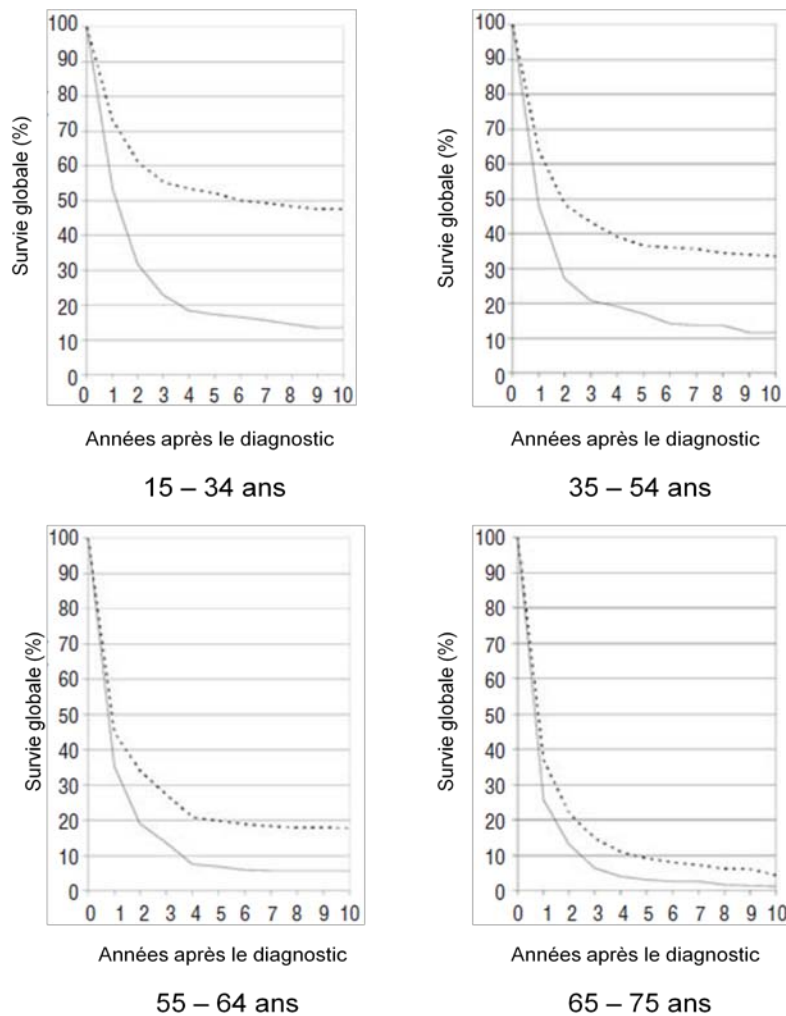 100
90
80
70
60
50
40
30
20
10
0
Survie globale (%)
0 1 2 3 4 5 6 7 8 9 10
Années après le diagnostic
15 – 34 ans
100
90
80
70
60
50
40
30
20
10
0
Survie globale (%)
0 1 2 3 4 5 6 7 8 9 10
Années après le diagnostic
35 – 54 ans
100
90
80
70
60
50
40
30
20
10
0
Survie globale (%)
0 1 2 3 4 5 6 7 8 9 10
Années après le diagnostic
55 – 64 ans
100
90
80
70
60
50
40
30
20
10
0
Survie globale (%)
0 1 2 3 4 5 6 7 8 9 10
Années après le diagnostic
65 – 75 ans